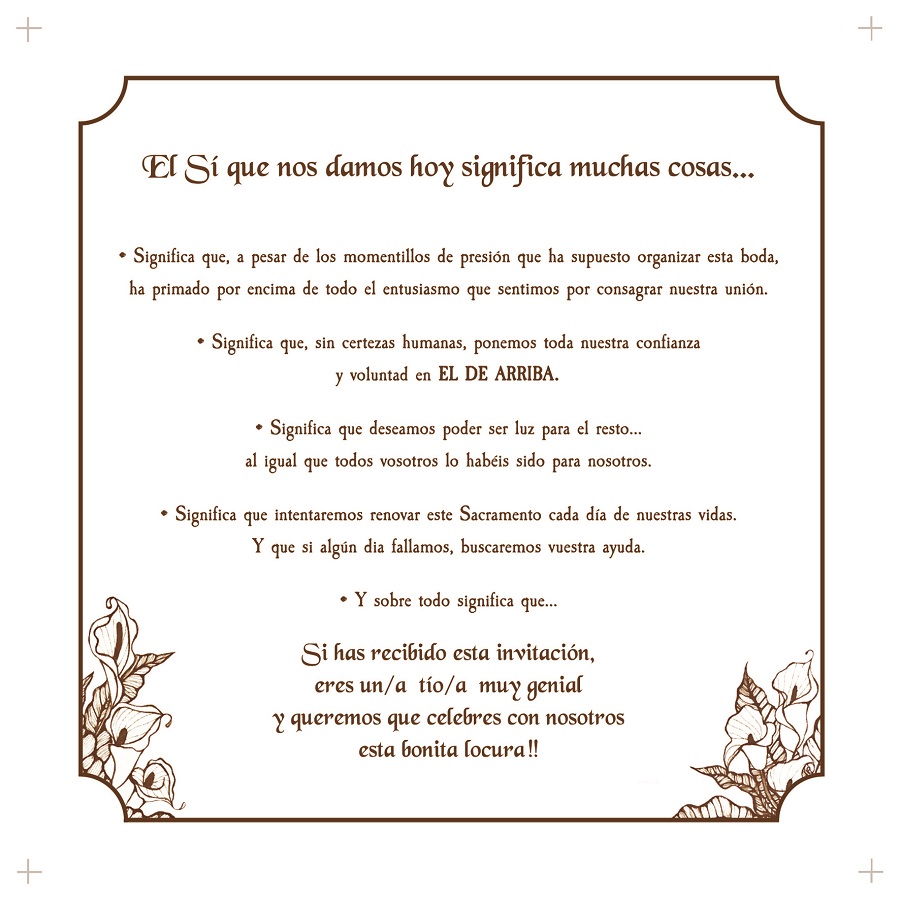 El Sí que nos damos hoy significa muchas cosas...
• Significa que, a pesar de los momentillos de presión que ha supuesto organizar esta boda,
ha primado por encima de todo el entusiasmo que sentimos por consagrar nuestra unión.
• Significa que, sin certezas humanas, ponemos toda nuestra confianza
y voluntad en EL DE ARRIBA.
• Significa que deseamos poder ser luz para el resto...
al igual que todos vosotros lo habéis sido para nosotros.
• Significa que intentaremos renovar este Sacramento cada día de nuestras vidas.
Y que si algún dia fallamos, buscaremos vuestra ayuda.
• Y sobre todo significa que...
Si has recibido esta invitación,
eres un/a tío/a muy genial
y queremos que celebres con nosotros
esta bonita locura!!